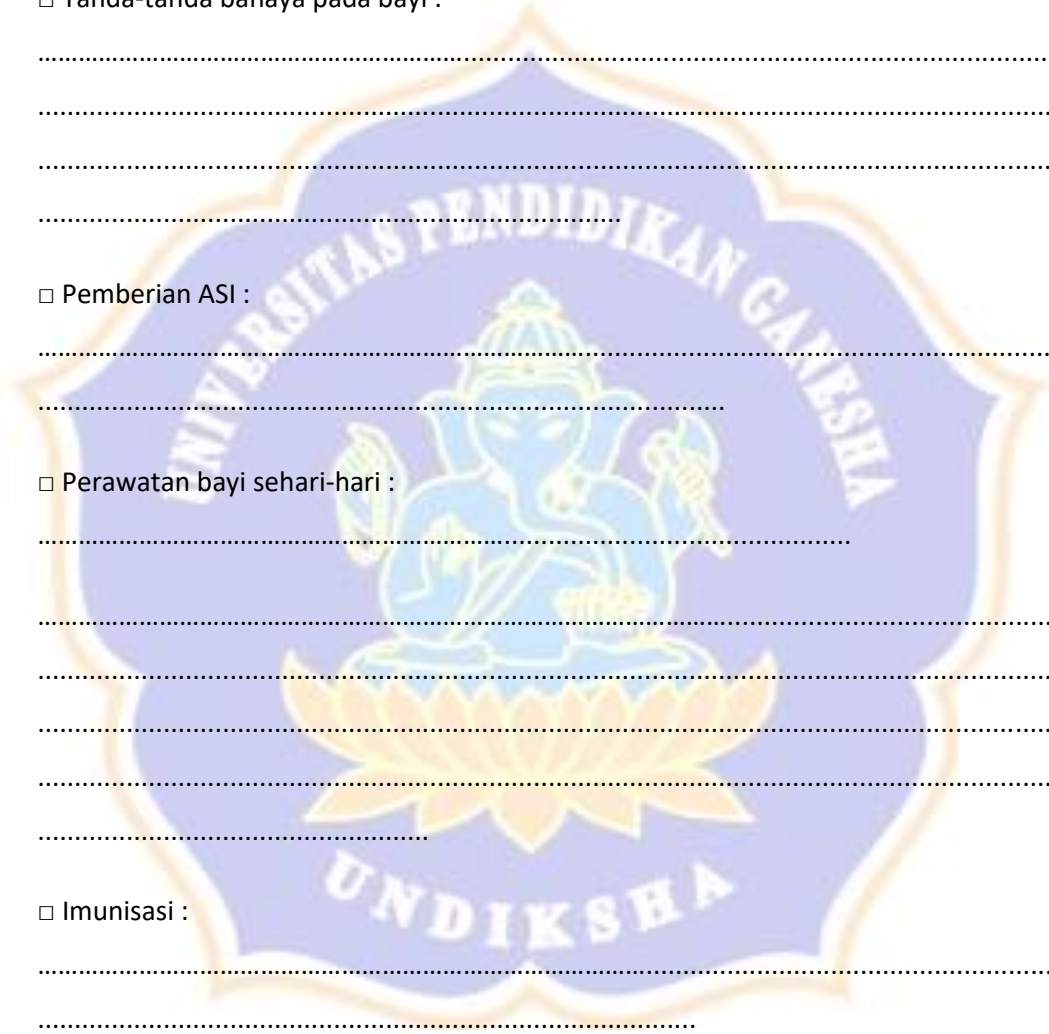 □ Tanda-tanda bahaya pada bayi :
................................................................................................................................................
................................................................................................................................................
................................................................................................................................................
................................................................................
UNIVERSITAS PENDIDIKAN GANESHA
□ Pemberian ASI :
................................................................................................................................................
..............................................................................................
□ Perawatan bayi sehari-hari :
................................................................................................................
................................................................................................................................................
................................................................................................................................................
................................................................................................................................................
................................................................................................................................................
......................................................
UNDIKSHA
□ Imunisasi :
................................................................................................................................................
..........................................................................................